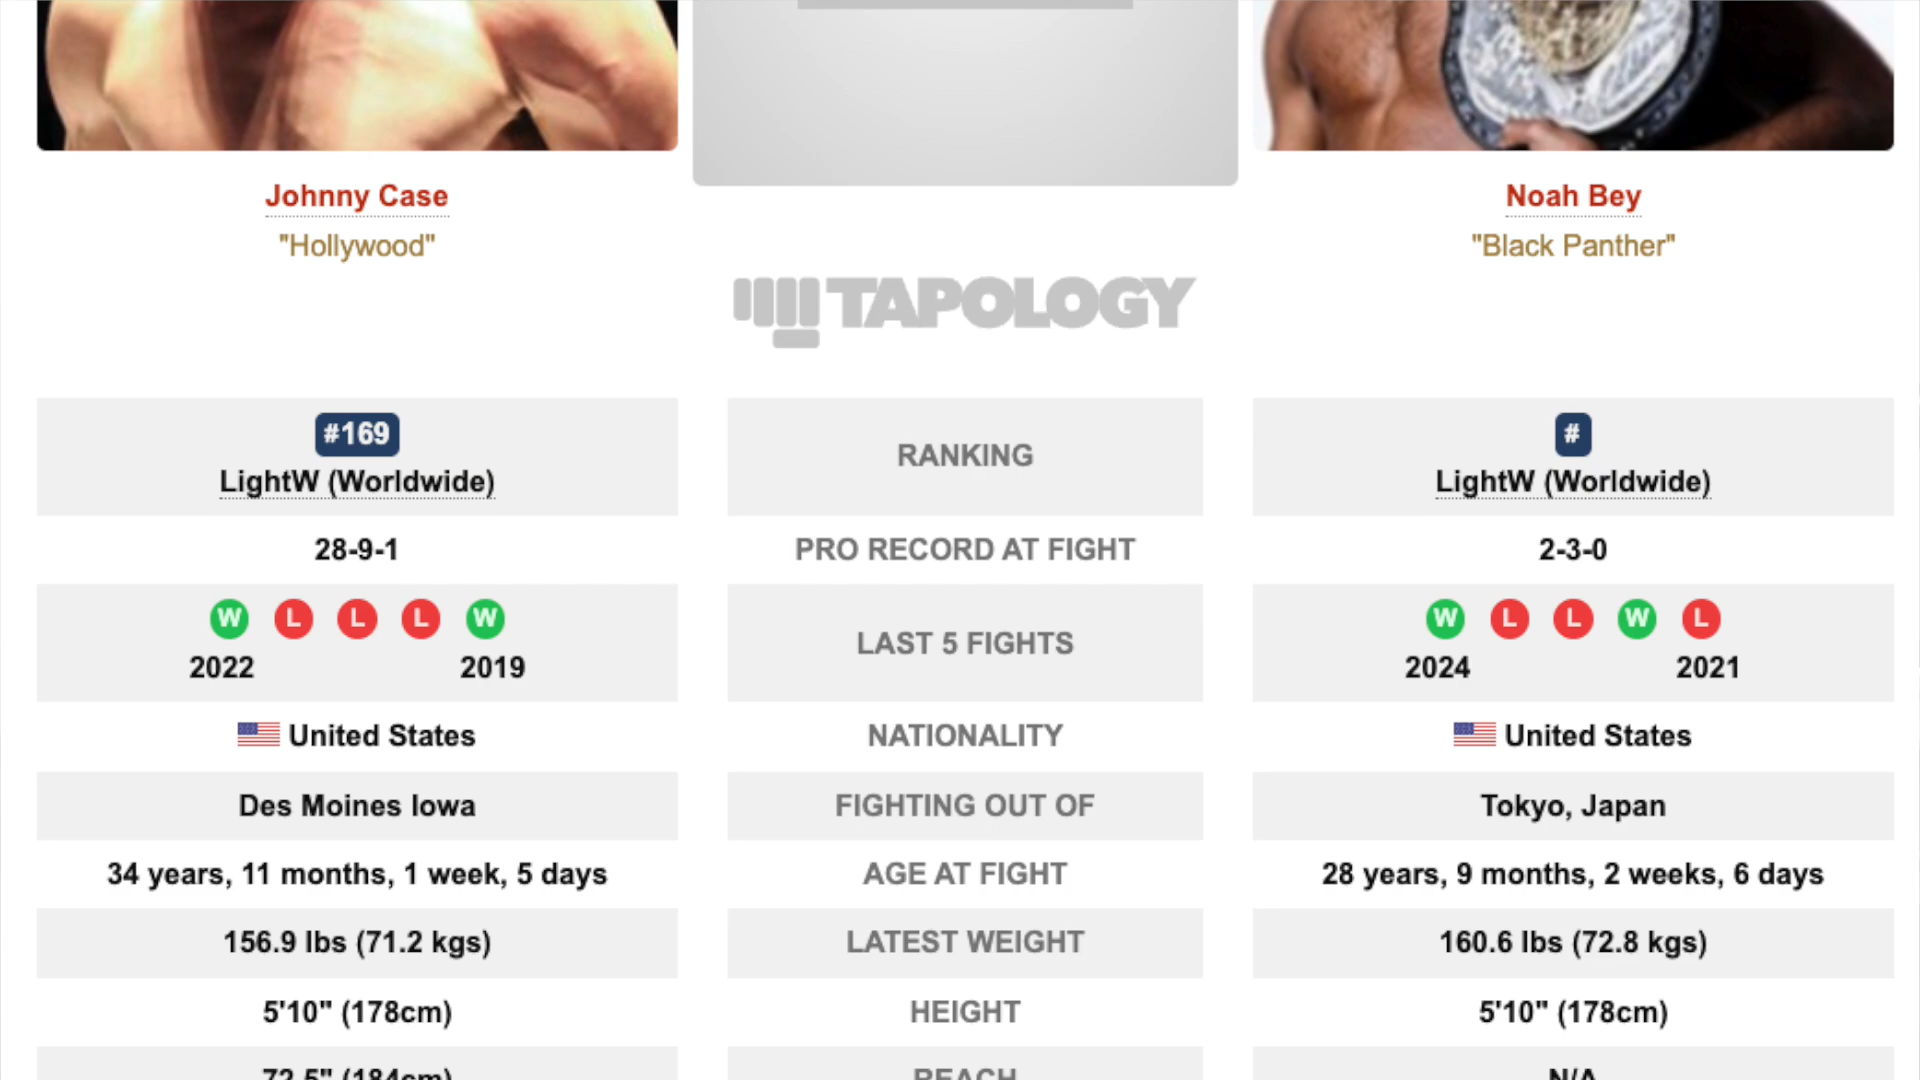 Johnny Case
"Hollywood"
Noah Bey
"Black Panther"
TAPOLOGY
#169
LightW (Worldwide)
RANKING
#
LightW (Worldwide)
28-9-1
PRO RECORD AT FIGHT
2-3-0
W L L L W
2022 2019
LAST 5 FIGHTS
W L L W L
2024 2021
United States
NATIONALITY
United States
Des Moines Iowa
FIGHTING OUT OF
Tokyo, Japan
34 years, 11 months, 1 week, 5 days
AGE AT FIGHT
28 years, 9 months, 2 weeks, 6 days
156.9 lbs (71.2 kgs)
LATEST WEIGHT
160.6 lbs (72.8 kgs)
5'10" (178cm)
HEIGHT
5'10" (178cm)
72.5" (184cm)
REACH
N/A